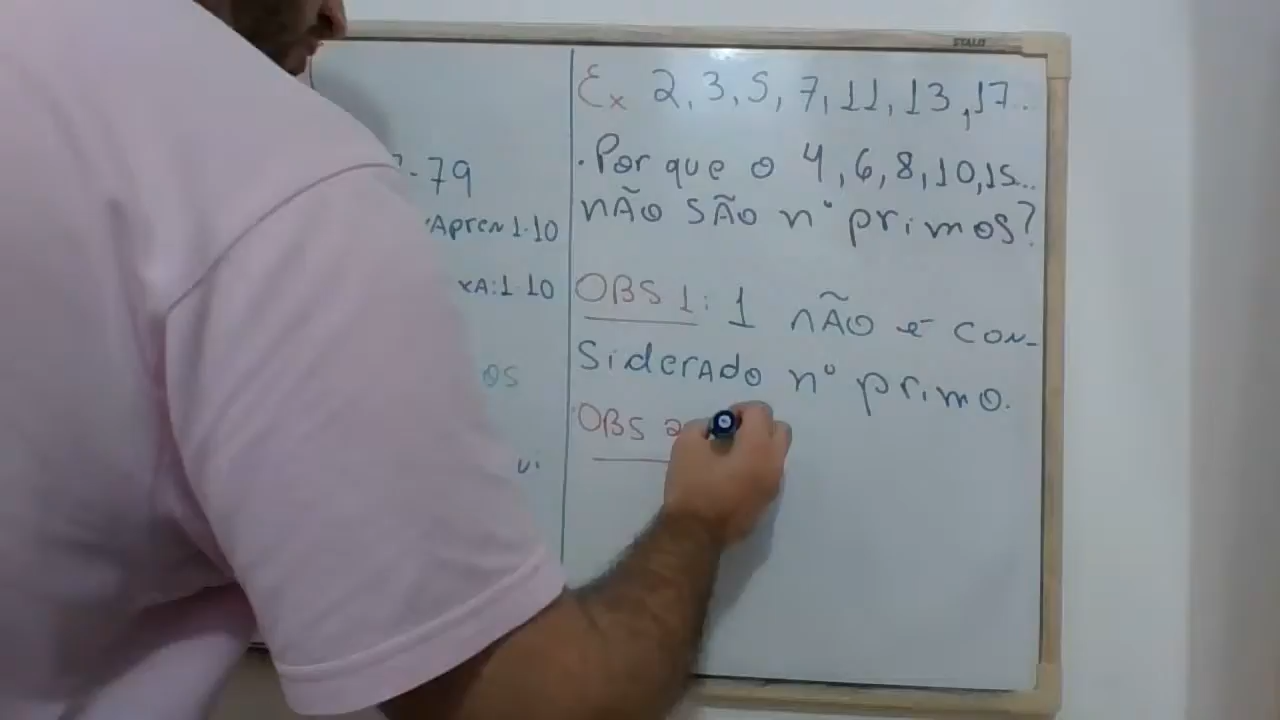 STALO
79
Apren 1.10
xA: 1.10
os
Ex 2, 3, 5, 7, 11, 13, 17..
. Por que o 4, 6, 8, 10, 15..
não são nº primos?
OBS 1: 1 não é con-
siderado nº primo.
OBS 2